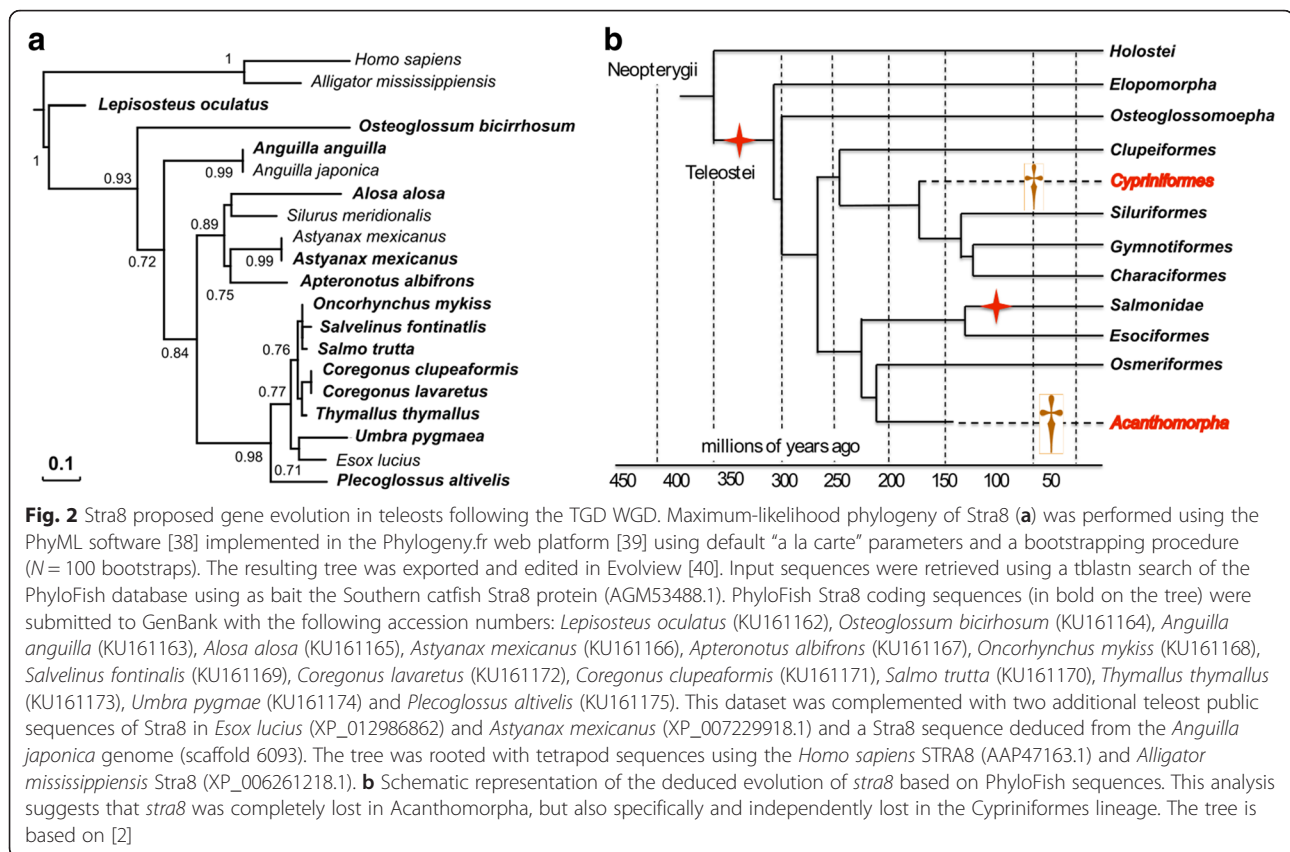 a
1
Homo sapiens
Alligator mississippiensis
Lepisosteus oculatus
Osteoglossum bicirrhosum
1
0.93
Anguilla anguilla
0.99
Anguilla japonica
Alosa alosa
0.89
Silurus meridionalis
Astyanax mexicanus
0.72
0.99
Astyanax mexicanus
0.75
Apteronotus albifrons
Oncorhynchus mykiss
Salvelinus fontinatlis
0.84
0.76
Salmo trutta
Coregonus clupeaformis
0.77
Coregonus lavaretus
Thymallus thymallus
Umbra pygmaea
0.1
0.98
0.71
Esox lucius
Plecoglossus altivelis
b
Holostei
Neopterygii
Elopomorpha
Osteoglossomoepha
Teleostei
Clupeiformes
Cypriniformes
Siluriformes
Gymnotiformes
Characiformes
Salmonidae
Esociformes
Osmeriformes
Acanthomorpha
millions of years ago
450 400 350 300 250 200 150 100 50
Fig. 2 Stra8 proposed gene evolution in teleosts following the TGD WGD. Maximum-likelihood phylogeny of Stra8 (a) was performed using the
PhyML software [38] implemented in the Phylogeny.fr web platform [39] using default “a la carte” parameters and a bootstrapping procedure
(N = 100 bootstraps). The resulting tree was exported and edited in Evolview [40]. Input sequences were retrieved using a tblastn search of the
PhyloFish database using as bait the Southern catfish Stra8 protein (AGM53488.1). PhyloFish Stra8 coding sequences (in bold on the tree) were
submitted to GenBank with the following accession numbers: Lepisosteus oculatus (KU161162), Osteoglossum bicirhosum (KU161164), Anguilla
anguilla (KU161163), Alosa alosa (KU161165), Astyanax mexicanus (KU161166), Apteronotus albifrons (KU161167), Oncorhynchus mykiss (KU161168),
Salvelinus fontinalis (KU161169), Coregonus lavaretus (KU161172), Coregonus clupeaformis (KU161171), Salmo trutta (KU161170), Thymallus thymallus
(KU161173), Umbra pygmae (KU161174) and Plecoglossus altivelis (KU161175). This dataset was complemented with two additional teleost public
sequences of Stra8 in Esox lucius (XP_012986862) and Astyanax mexicanus (XP_007229918.1) and a Stra8 sequence deduced from the Anguilla
japonica genome (scaffold 6093). The tree was rooted with tetrapod sequences using the Homo sapiens STRA8 (AAP47163.1) and Alligator
mississippiensis Stra8 (XP_006261218.1). b Schematic representation of the deduced evolution of stra8 based on PhyloFish sequences. This analysis
suggests that stra8 was completely lost in Acanthomorpha, but also specifically and independently lost in the Cypriniformes lineage. The tree is
based on [2]